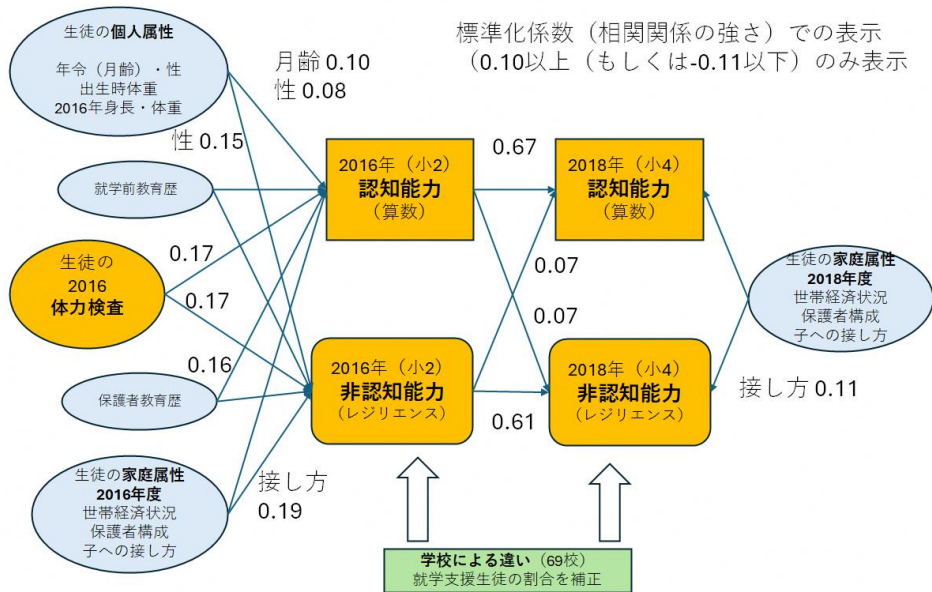 標準化係数（相関関係の強さ）での表示
（0.10以上（もしくは-0.11以下）のみ表示
生徒の個人属性
年令（月齢）・性
出生時体重
2016年身長・体重
月齢 0.10
性 0.08
性 0.15
就学前教育歴
生徒の
2016
体力検査
0.17
0.17
0.16
保護者教育歴
生徒の家庭属性
2016年度
世帯経済状況
保護者構成
子への接し方
接し方
0.19
2016年（小2）
認知能力
（算数）
0.67
2018年（小4）
認知能力
（算数）
0.07
0.07
2016年（小2）
非認知能力
（レジリエンス）
0.61
2018年（小4）
非認知能力
（レジリエンス）
生徒の家庭属性
2018年度
世帯経済状況
保護者構成
子への接し方
接し方 0.11
学校による違い（69校）
就学支援生徒の割合を補正